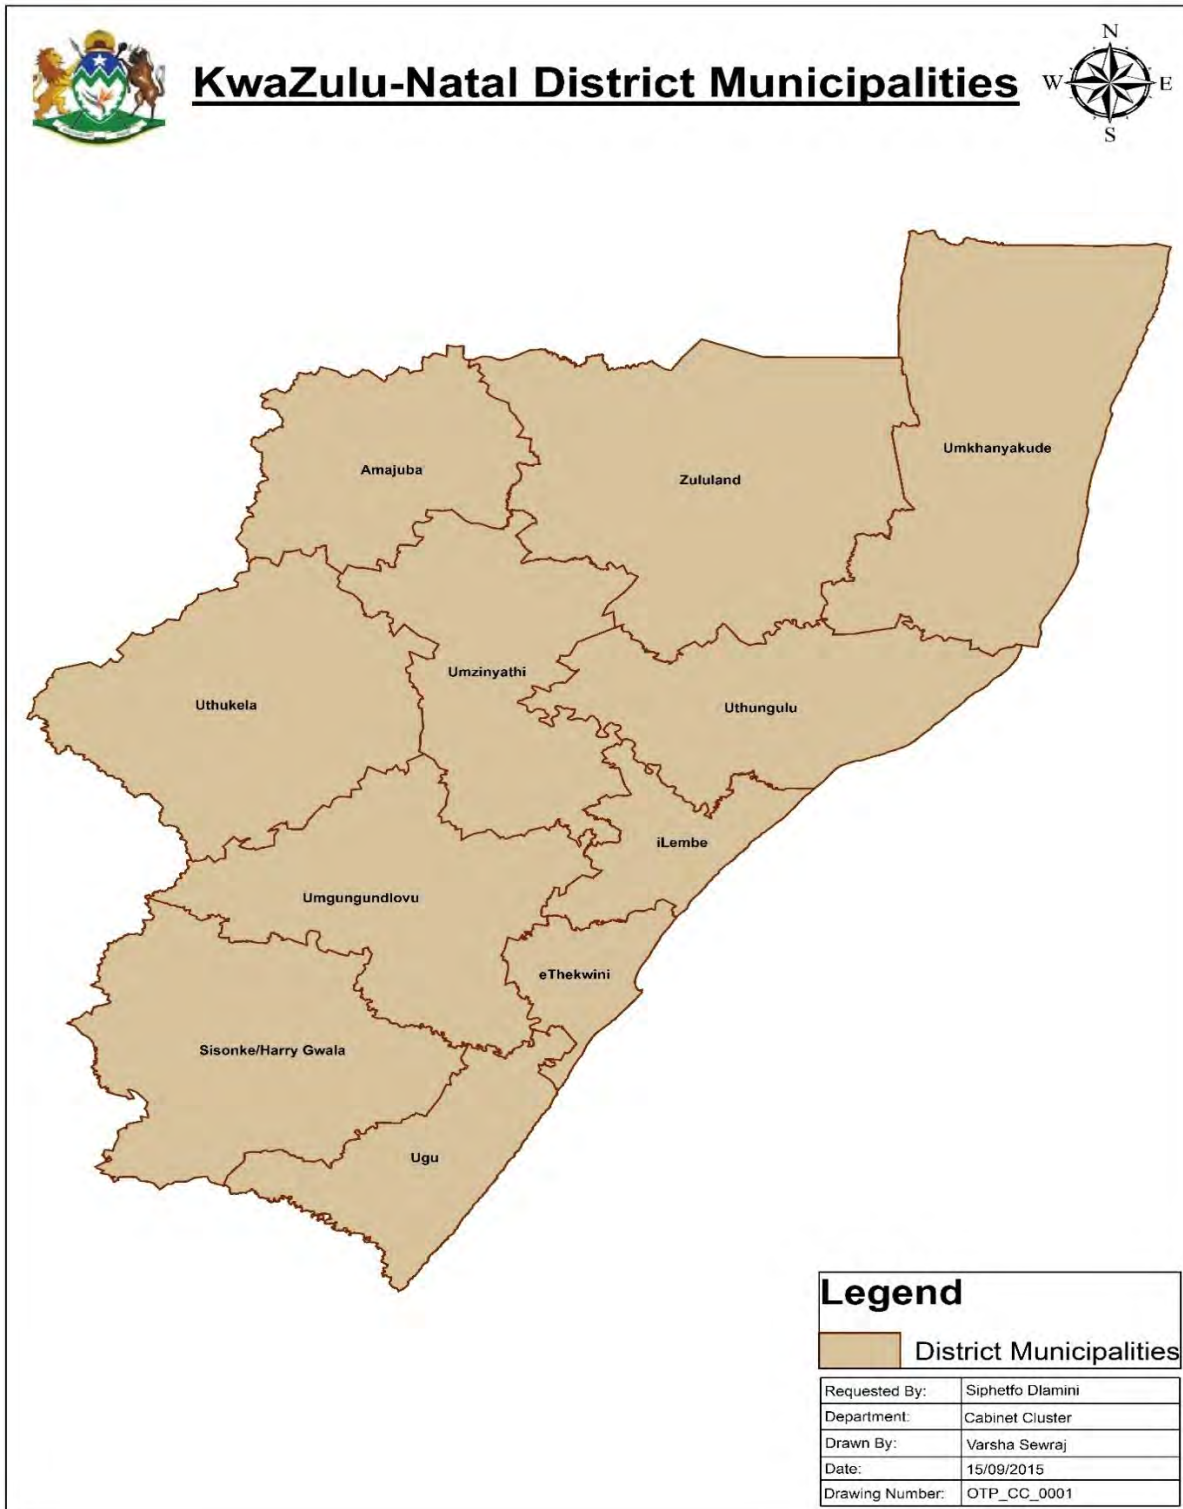 KwaZulu-Natal District Municipalities
N
W E
S
Umkhanyakude
Amajuba
Zululand
Umzinyathi
Uthukela
Uthungulu
iLembe
Umgungundlovu
eThekwini
Sisonke/Harry Gwala
Ugu
Legend
District Municipalities
Requested By: Siphetfo Dlamini
Department: Cabinet Cluster
Drawn By: Varsha Sewraj
Date: 15/09/2015
Drawing Number: OTP_CC_0001